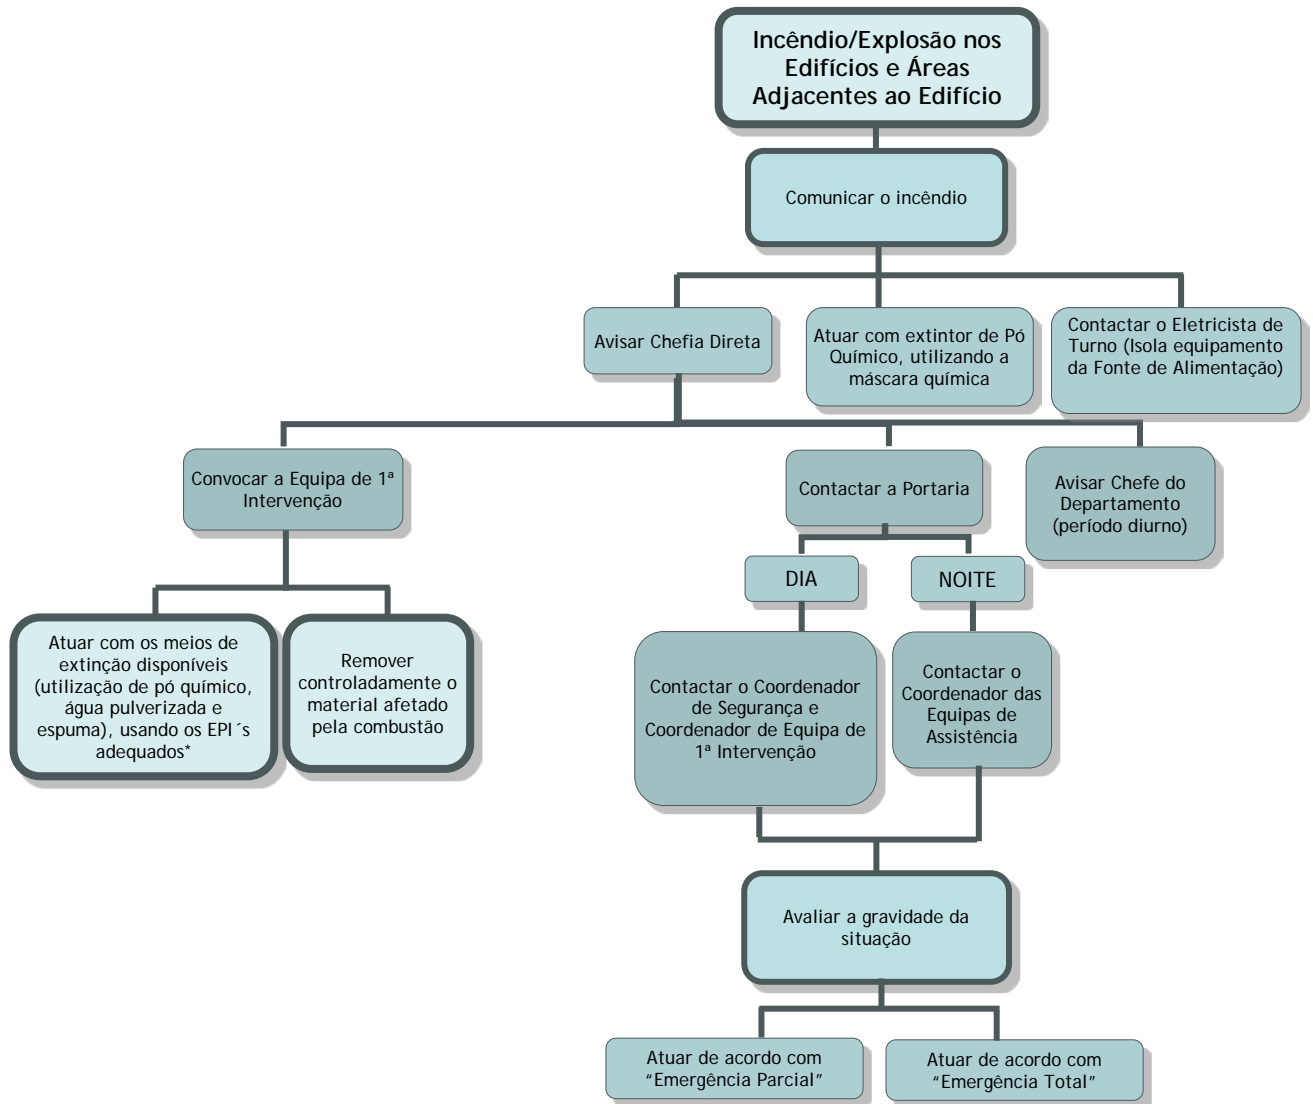 Incêndio/Explosão nos
Edifícios e Áreas
Adjacentes ao Edifício
Comunicar o incêndio
Avisar Chefia Direta
Atuar com extintor de Pó
Químico, utilizando a
máscara química
Contactar o Eletricista de
Turno (Isola equipamento
da Fonte de Alimentação)
Convocar a Equipa de 1ª
Intervenção
Contactar a Portaria
Avisar Chefe do
Departamento
(período diurno)
DIA
NOITE
Atuar com os meios de
extinção disponíveis
(utilização de pó químico,
água pulverizada e
espuma), usando os EPI´s
adequados*
Remover
controladamente o
material afetado
pela combustão
Contactar o Coordenador
de Segurança e
Coordenador de Equipa de
1ª Intervenção
Contactar o
Coordenador das
Equipas de
Assistência
Avaliar a gravidade da
situação
Atuar de acordo com
“Emergência Parcial”
Atuar de acordo com
“Emergência Total”